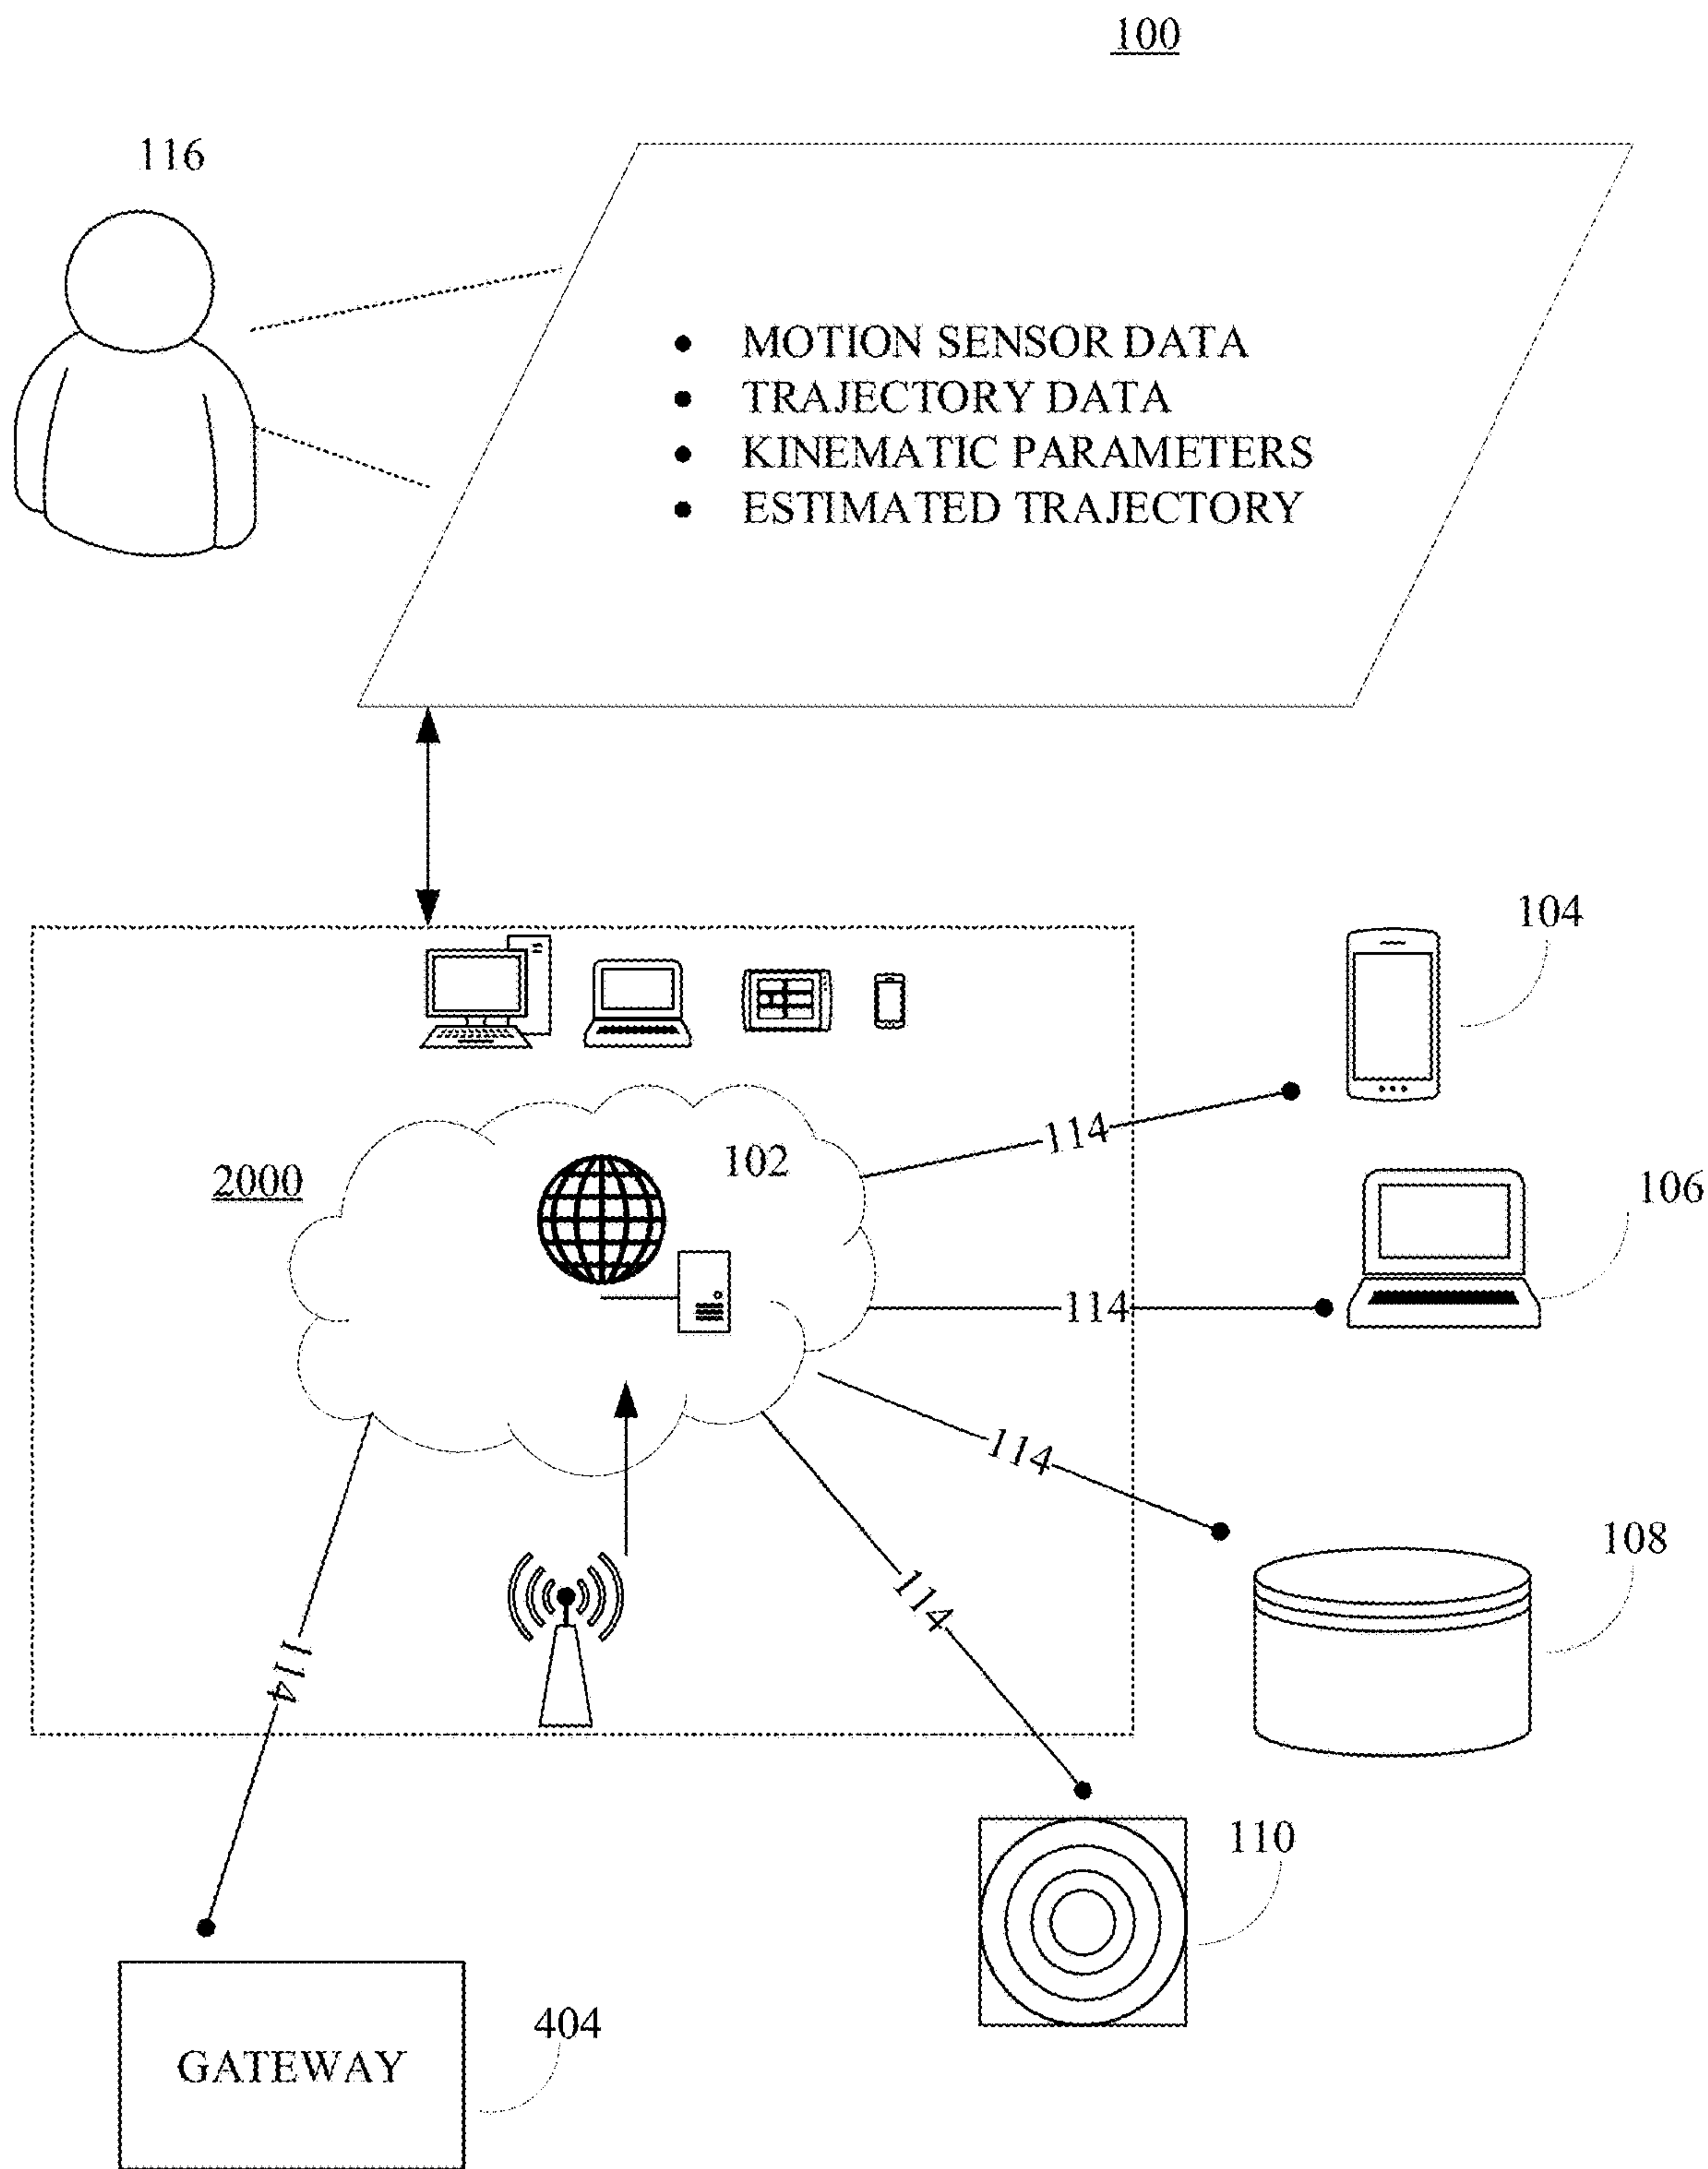 100
116
• MOTION SENSOR DATA
• TRAJECTORY DATA
• KINEMATIC PARAMETERS
• ESTIMATED TRAJECTORY
104
114
102
2000
106
114
114
108
114
114
110
404
GATEWAY